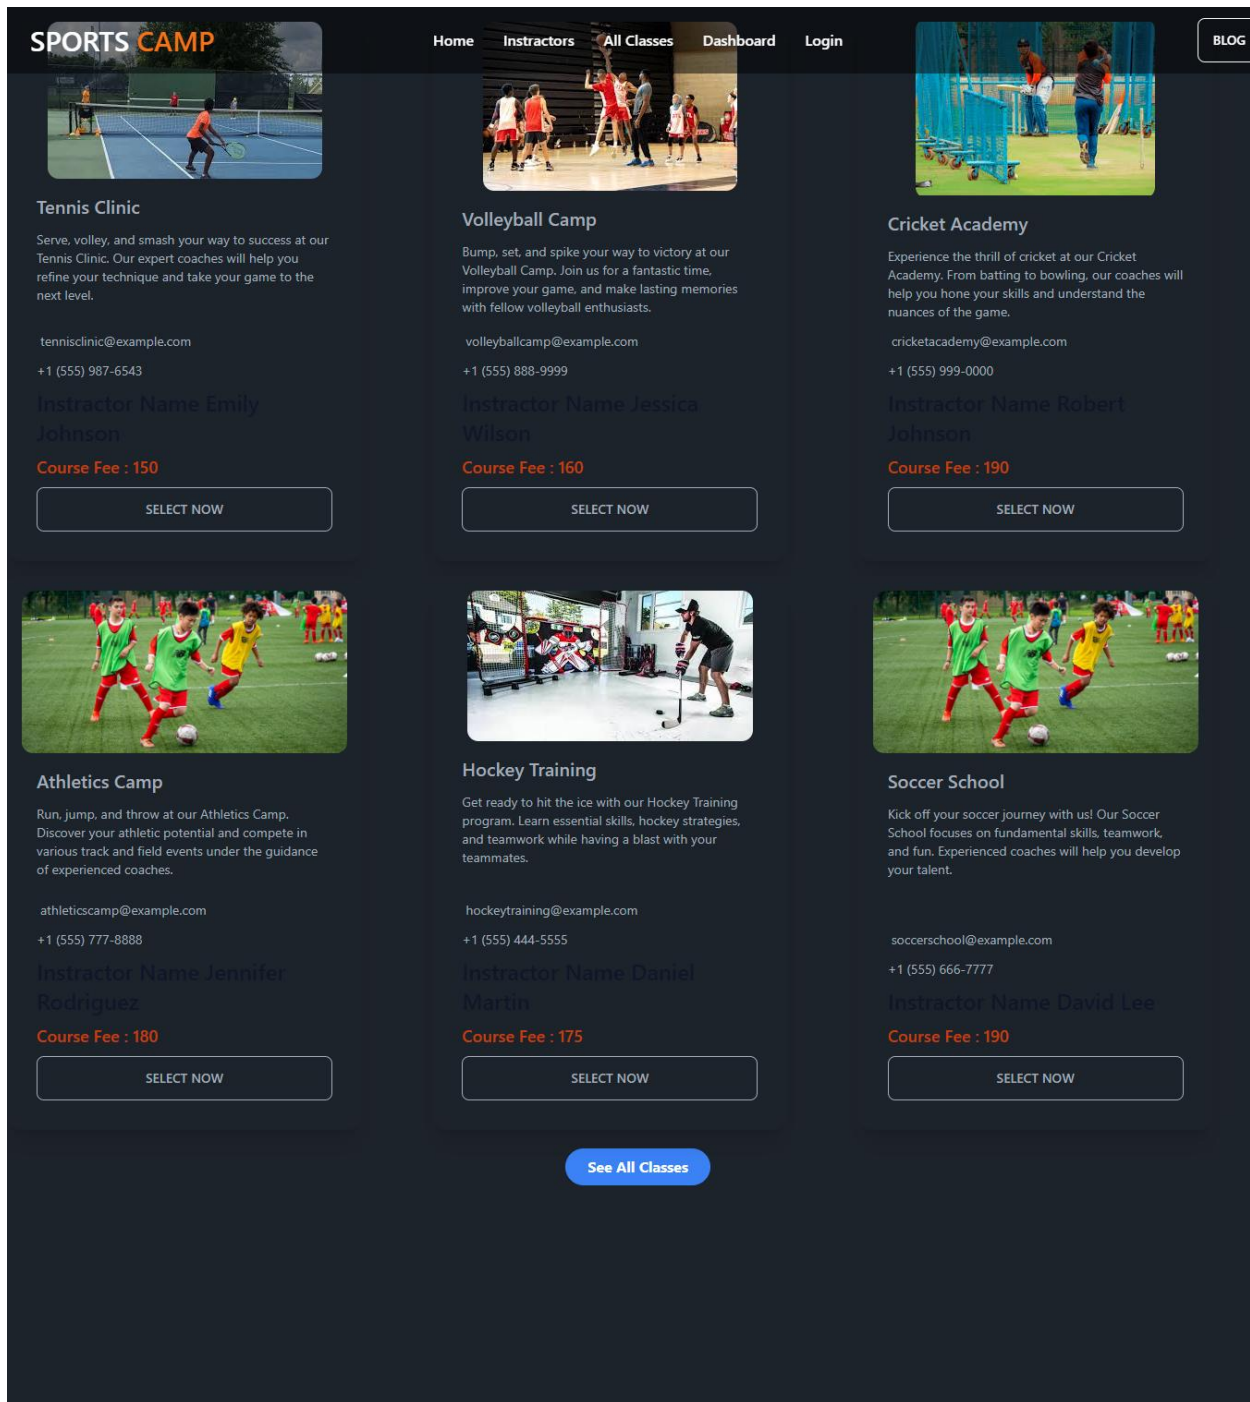 SPORTS CAMP
Home Instructors All Classes Dashboard Login
BLOG
Tennis Clinic
Serve, volley, and smash your way to success at our
Tennis Clinic. Our expert coaches will help you
refine your technique and take your game to the
next level.
tennisclinic@example.com
+1 (555) 987-6543
Instractor Name Emily
Johnson
Course Fee : 150
SELECT NOW
Volleyball Camp
Bump, set, and spike your way to victory at our
Volleyball Camp. Join us for a fantastic time,
improve your game, and make lasting memories
with fellow volleyball enthusiasts.
volleyballcamp@example.com
+1 (555) 888-9999
Instractor Name Jessica
Wilson
Course Fee : 160
SELECT NOW
Cricket Academy
Experience the thrill of cricket at our Cricket
Academy. From batting to bowling, our coaches will
help you hone your skills and understand the
nuances of the game.
cricketacademy@example.com
+1 (555) 999-0000
Instractor Name Robert
Johnson
Course Fee : 190
SELECT NOW
Athletics Camp
Run, jump, and throw at our Athletics Camp.
Discover your athletic potential and compete in
various track and field events under the guidance
of experienced coaches.
athleticscamp@example.com
+1 (555) 777-8888
Instractor Name Jennifer
Rodriguez
Course Fee : 180
SELECT NOW
Hockey Training
Get ready to hit the ice with our Hockey Training
program. Learn essential skills, hockey strategies,
and teamwork while having a blast with your
teammates.
hockeytraining@example.com
+1 (555) 444-5555
Instractor Name Daniel
Martin
Course Fee : 175
SELECT NOW
Soccer School
Kick off your soccer journey with us! Our Soccer
School focuses on fundamental skills, teamwork,
and fun. Experienced coaches will help you develop
your talent.
soccerschool@example.com
+1 (555) 666-7777
Instractor Name David Lee
Course Fee : 190
SELECT NOW
See All Classes